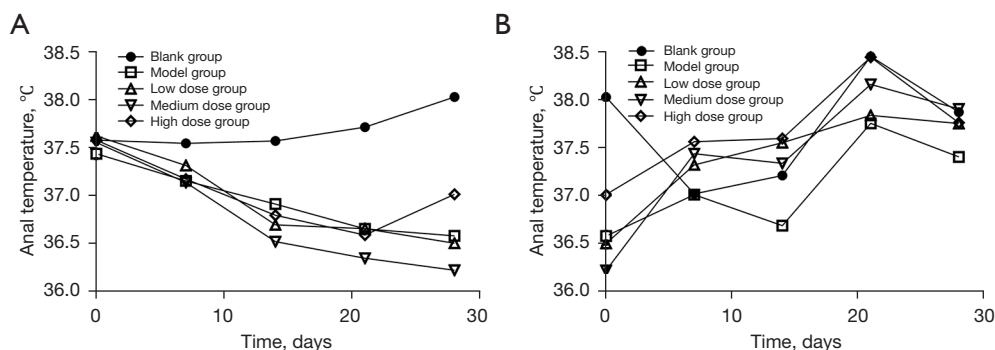 A
38.5
38.0
37.5
37.0
36.5
36.0
Anal temperature, °C
Blank group
Model group
Low dose group
Medium dose group
High dose group
0
10
20
30
Time, days
B
38.5
38.0
37.5
37.0
36.5
36.0
Anal temperature, °C
Blank group
Model group
Low dose group
Medium dose group
High dose group
0
10
20
30
Time, days